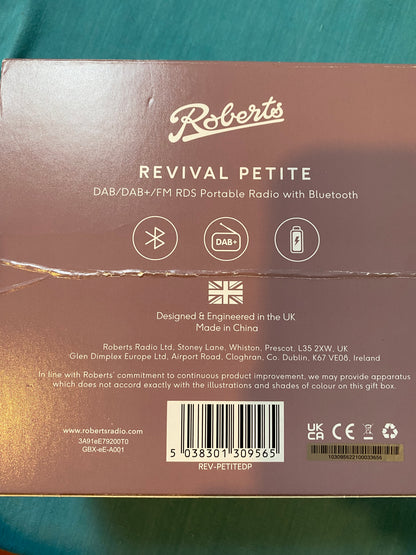 Roberts
REVIVAL PETITE
DAB/DAB+/FM RDS Portable Radio with Bluetooth
DAB+
Designed & Engineered in the UK
Made in China
Roberts Radio Ltd, Stoney Lane, Whiston, Prescot, L35 2XW, UK
Glen Dimplex Europe Ltd, Airport Road, Cloghran, Co. Dublin, K67 VE08, Ireland
In line with Roberts' commitment to continuous product improvement, we may provide apparatus
which does not accord exactly with the illustrations and shades of colour on this gift box.
www.robertsradio.com
3A91eE79200T0
GBX-eE-A001
5 038301 309565
REV-PETITEDP
UK
CA
CE
103095622100033656